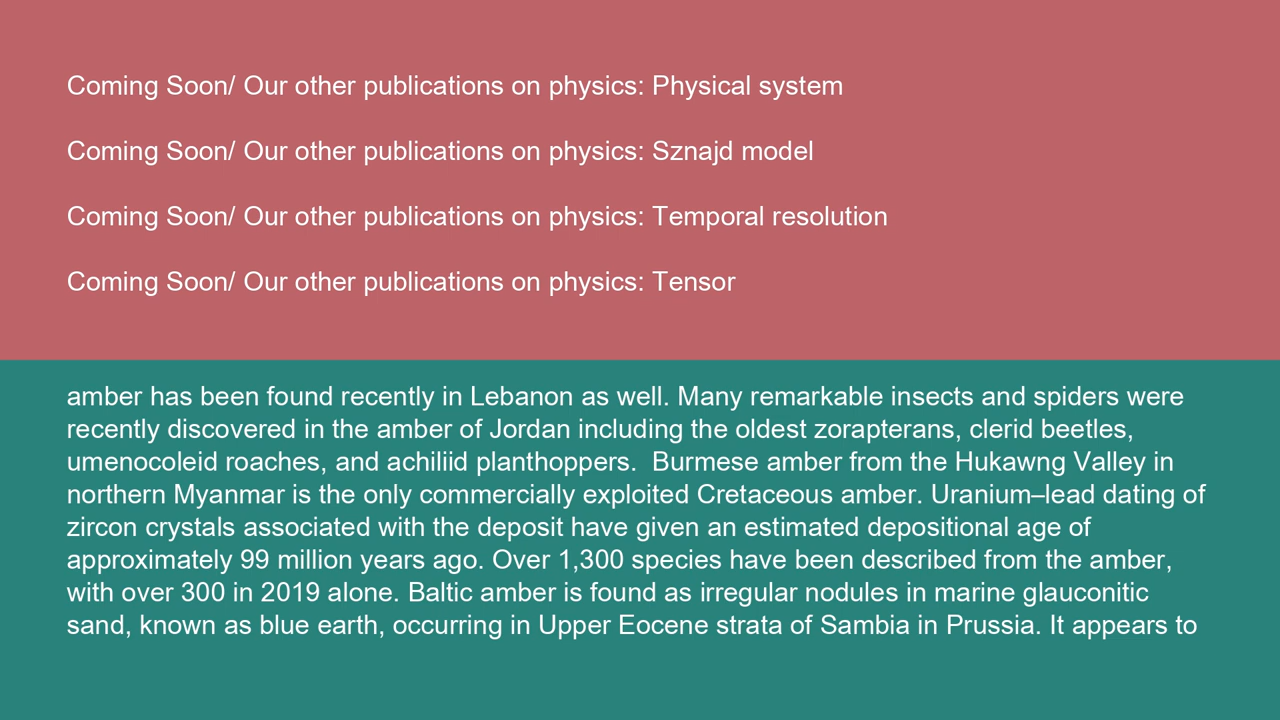 Coming Soon/ Our other publications on physics: Physical system
Coming Soon/ Our other publications on physics: Sznajd model
Coming Soon/ Our other publications on physics: Temporal resolution
Coming Soon/ Our other publications on physics: Tensor
amber has been found recently in Lebanon as well. Many remarkable insects and spiders were
recently discovered in the amber of Jordan including the oldest zorapterans, clerid beetles,
umenocoleid roaches, and achiliid planthoppers.  Burmese amber from the Hukawng Valley in
northern Myanmar is the only commercially exploited Cretaceous amber. Uranium–lead dating of
zircon crystals associated with the deposit have given an estimated depositional age of
approximately 99 million years ago. Over 1,300 species have been described from the amber,
with over 300 in 2019 alone. Baltic amber is found as irregular nodules in marine glauconitic
sand, known as blue earth, occurring in Upper Eocene strata of Sambia in Prussia. It appears to